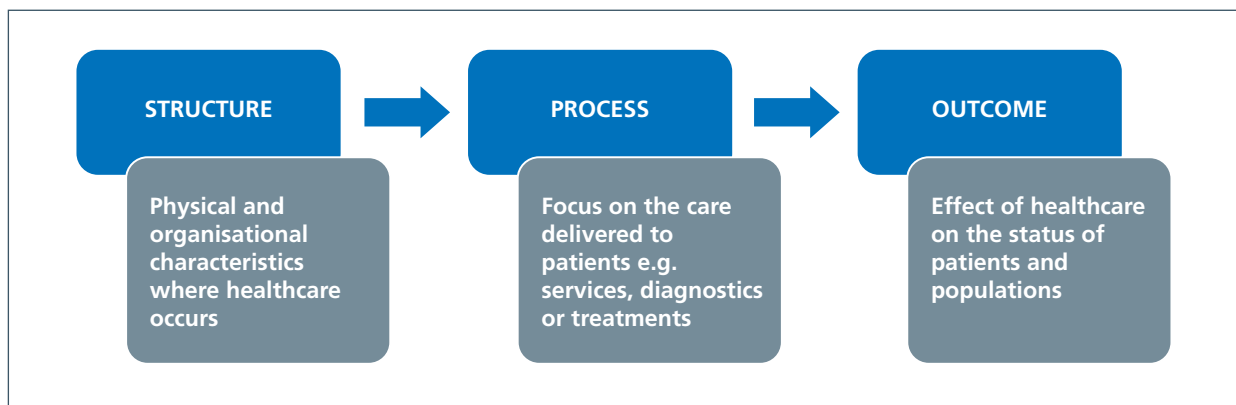 STRUCTURE
Physical and
organisational
characteristics
where healthcare
occurs
PROCESS
Focus on the care
delivered to
patients e.g.
services, diagnostics
or treatments
OUTCOME
Effect of healthcare
on the status of
patients and
populations